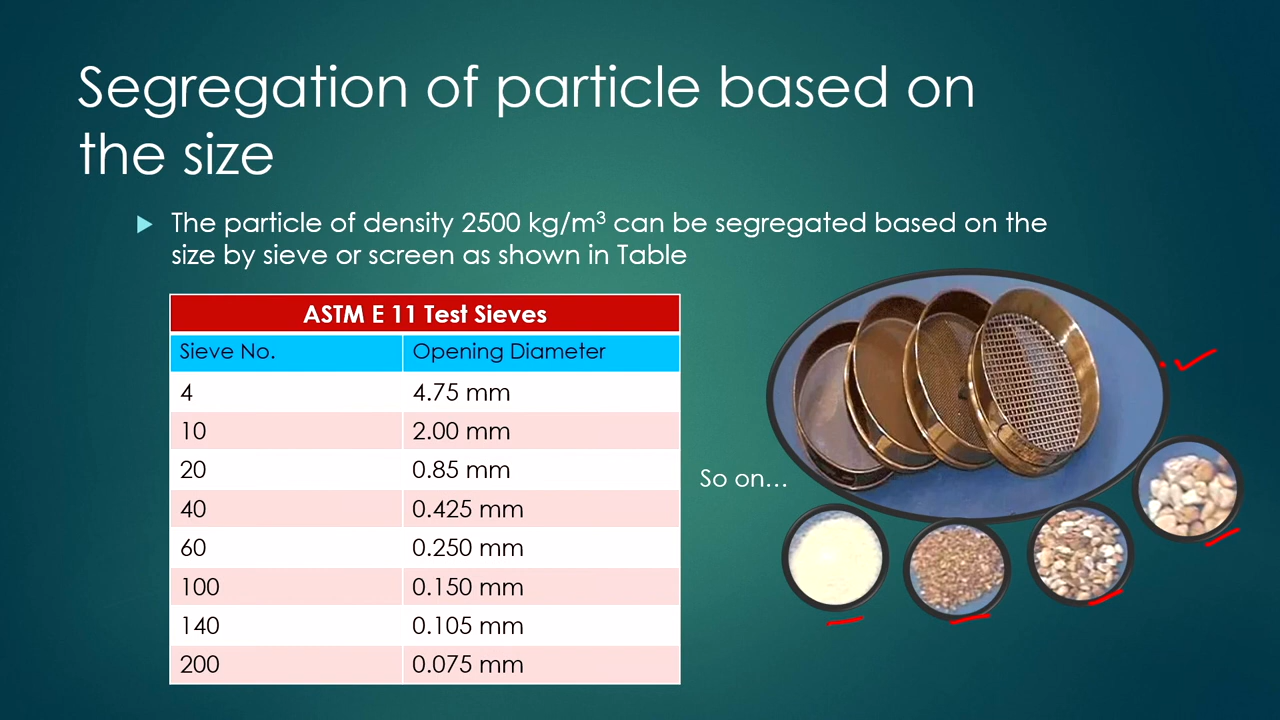 Segregation of particle based on
the size
The particle of density 2500 kg/m³ can be segregated based on the
size by sieve or screen as shown in Table
ASTM E 11 Test Sieves
Sieve No. Opening Diameter
4 4.75 mm
10 2.00 mm
20 0.85 mm
40 0.425 mm
60 0.250 mm
100 0.150 mm
140 0.105 mm
200 0.075 mm
So on...